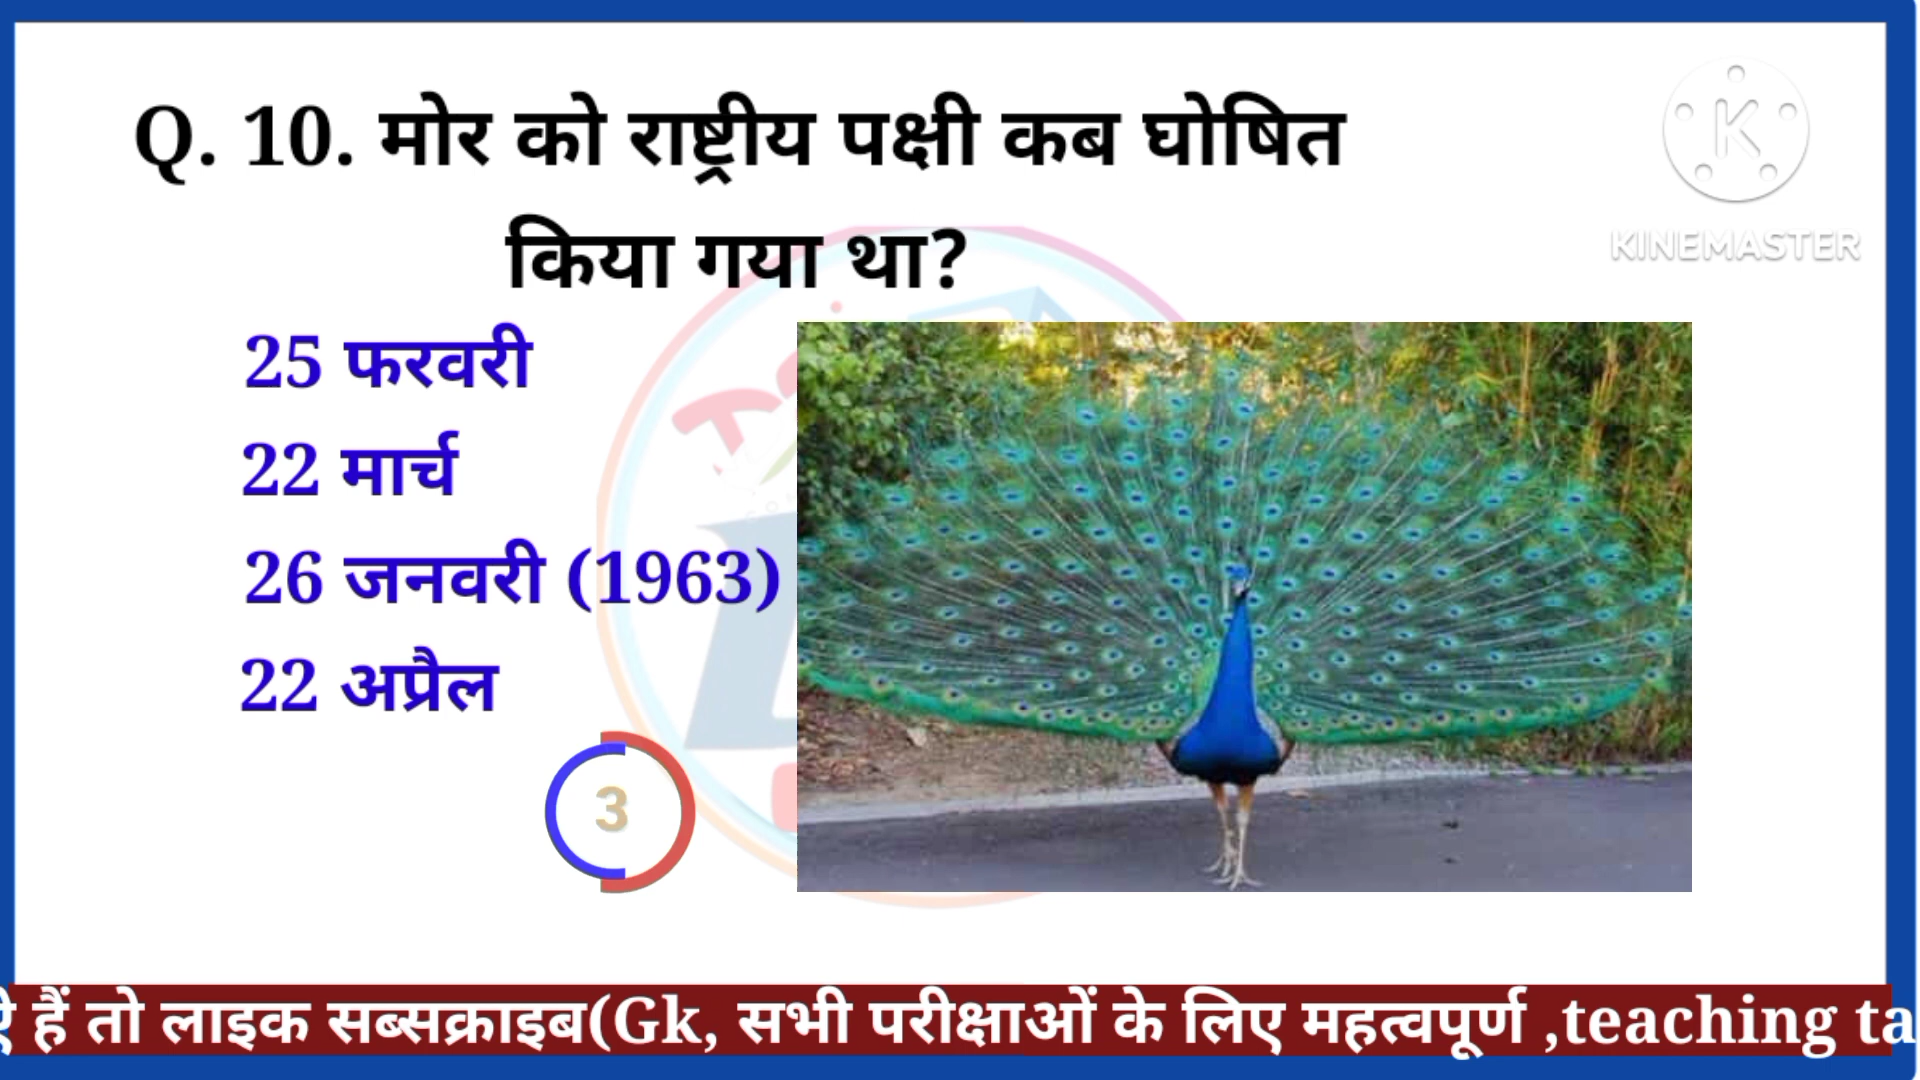 Q. 10. मोर को राष्ट्रीय पक्षी कब घोषित
किया गया था?
KINEMASTER
25 फरवरी
22 मार्च
26 जनवरी (1963)
22 अप्रैल
3
हैं तो लाइक सब्सक्राइब(Gk, सभी परीक्षाओं के लिए महत्वपूर्ण ,teaching ta